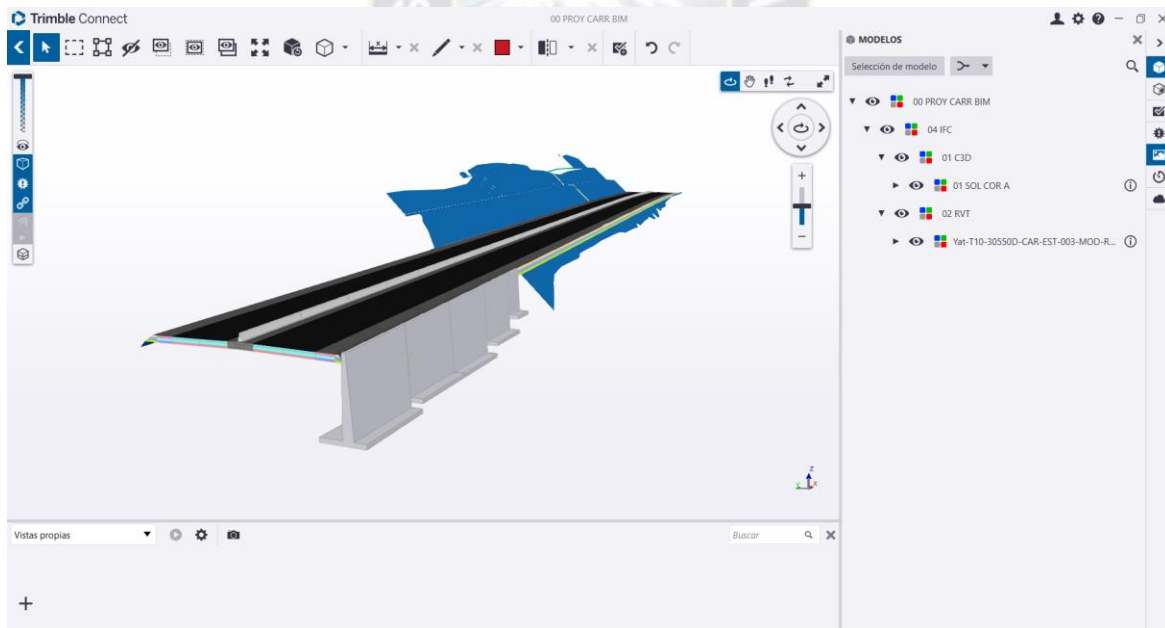 Trimble Connect
00 PROY CARR BIM
MODELOS
Selección de modelo
00 PROY CARR BIM
04 IFC
01 C3D
01 SOL COR A
02 RVT
Yat-T10-30550D-CAR-EST-003-MOD-R...
z
y x
Vistas propias
Buscar